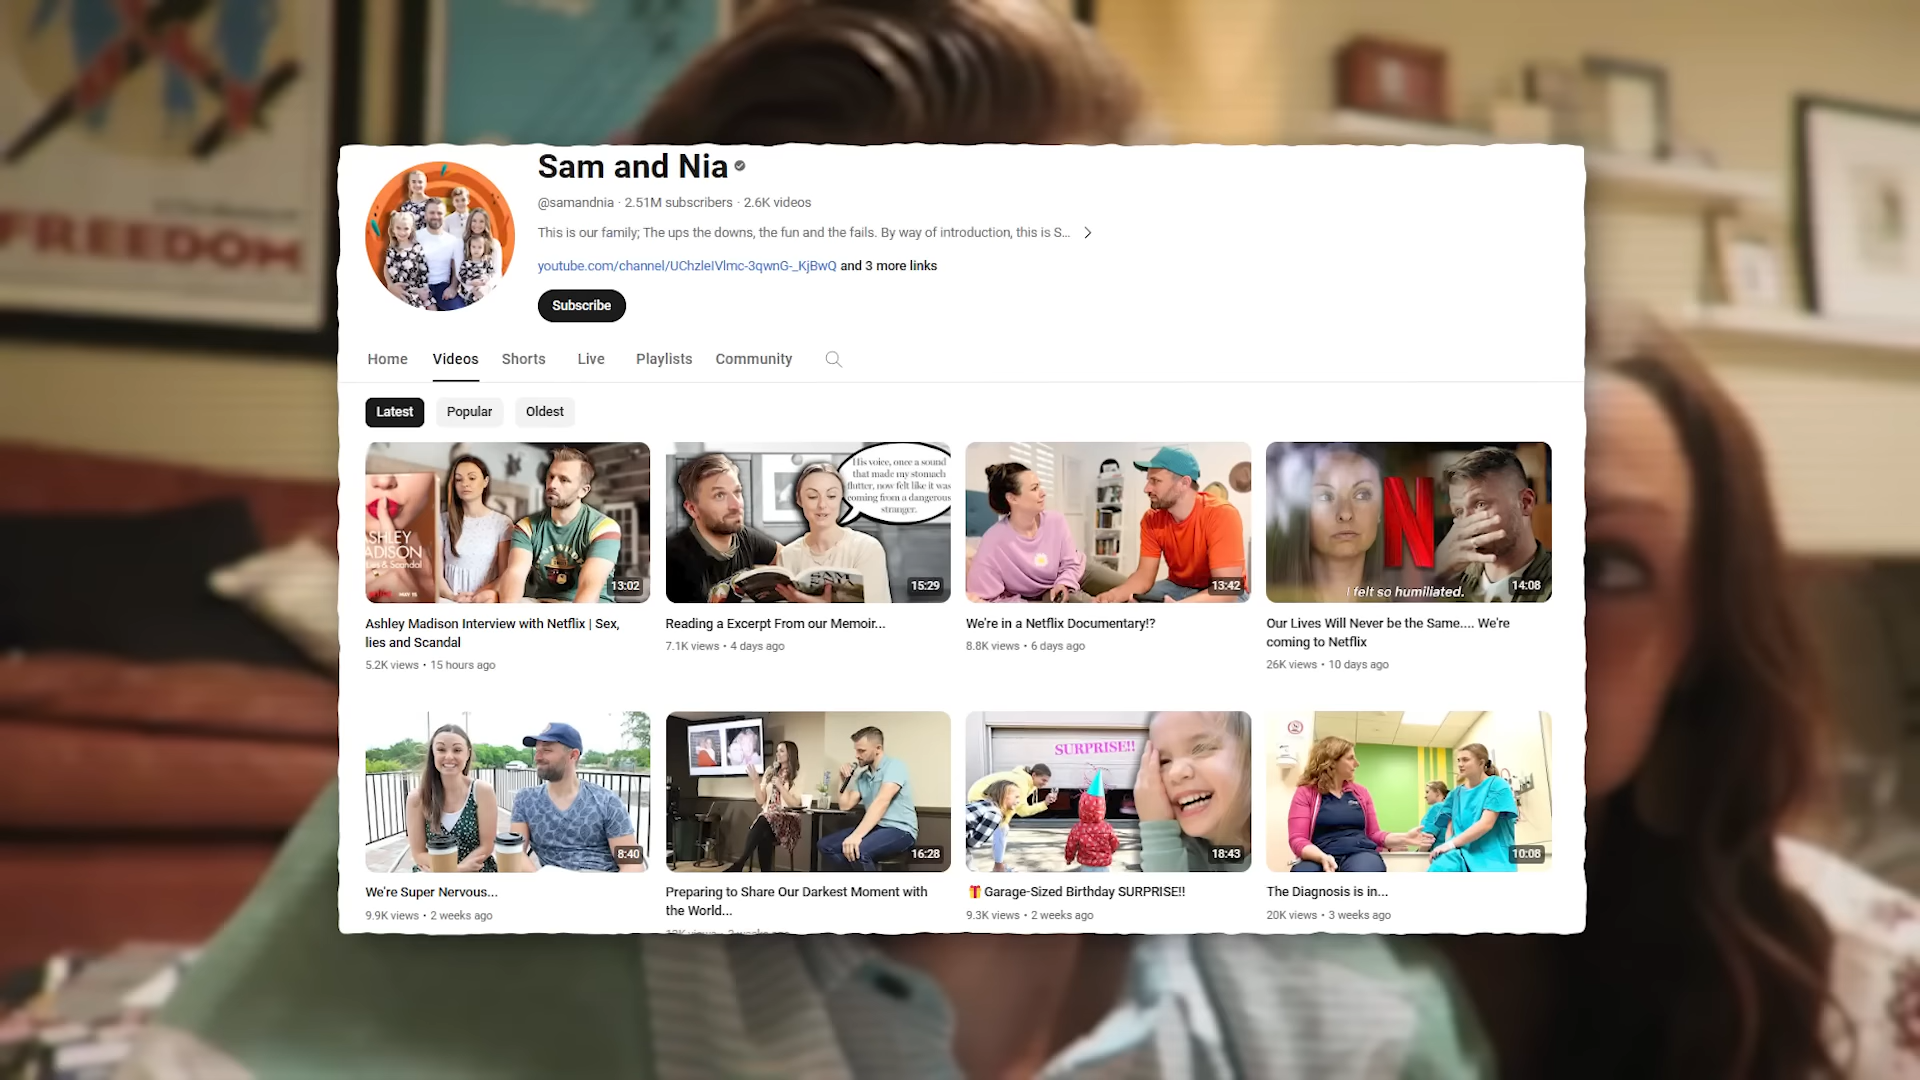 FREEDOM
Sam and Nia
@samandnia · 2.51M subscribers · 2.6K videos
This is our family; The ups the downs, the fun and the fails. By way of introduction, this is S...
youtube.com/channel/UChzleIVlmc-3qwnG-_KjBwQ and 3 more links
Subscribe
Home Videos Shorts Live Playlists Community
Latest Popular Oldest
SHLEY
ADISON
Lies & Scandal
MAY 15
13:02
His voice, once a sound
that made my stomach
flutter, now felt like it was
coming from a dangerous
stranger.
15:29
13:42
N
I felt so humiliated.
14:08
Ashley Madison Interview with Netflix | Sex,
lies and Scandal
5.2K views • 15 hours ago
Reading a Excerpt From our Memoir...
7.1K views • 4 days ago
We're in a Netflix Documentary!?
8.8K views • 6 days ago
Our Lives Will Never be the Same.... We're
coming to Netflix
26K views • 10 days ago
8:40
16:28
SURPRISE!!
18:43
10:08
We're Super Nervous...
9.9K views • 2 weeks ago
Preparing to Share Our Darkest Moment with
the World...
🎁Garage-Sized Birthday SURPRISE!!
9.3K views • 2 weeks ago
The Diagnosis is in...
20K views • 3 weeks ago